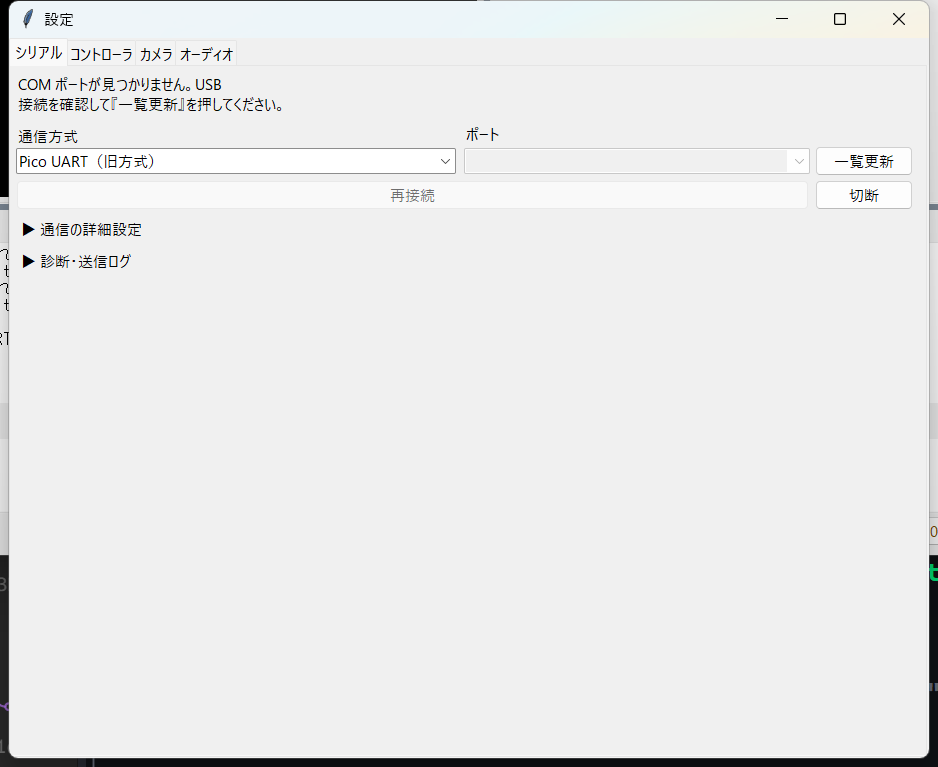 設定
シリアル コントローラ カメラ オーディオ
COM ポートが見つかりません。USB
接続を確認して『一覧更新』を押してください。
通信方式 ポート
Pico UART（旧方式） 一覧更新
再接続 切断
▶ 通信の詳細設定
▶ 診断・送信ログ